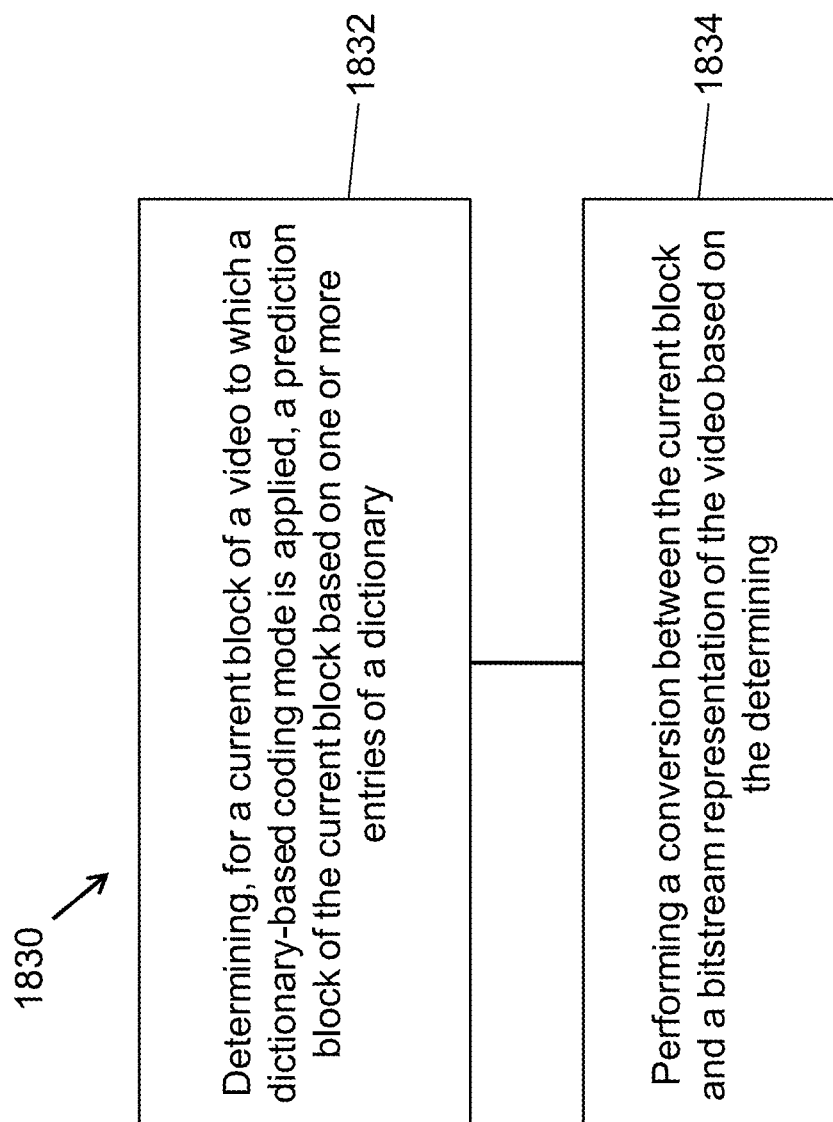 1830
Determining, for a current block of a video to which a
dictionary-based coding mode is applied, a prediction
block of the current block based on one or more
entries of a dictionary
1832
Performing a conversion between the current block
and a bitstream representation of the video based on
the determining
1834